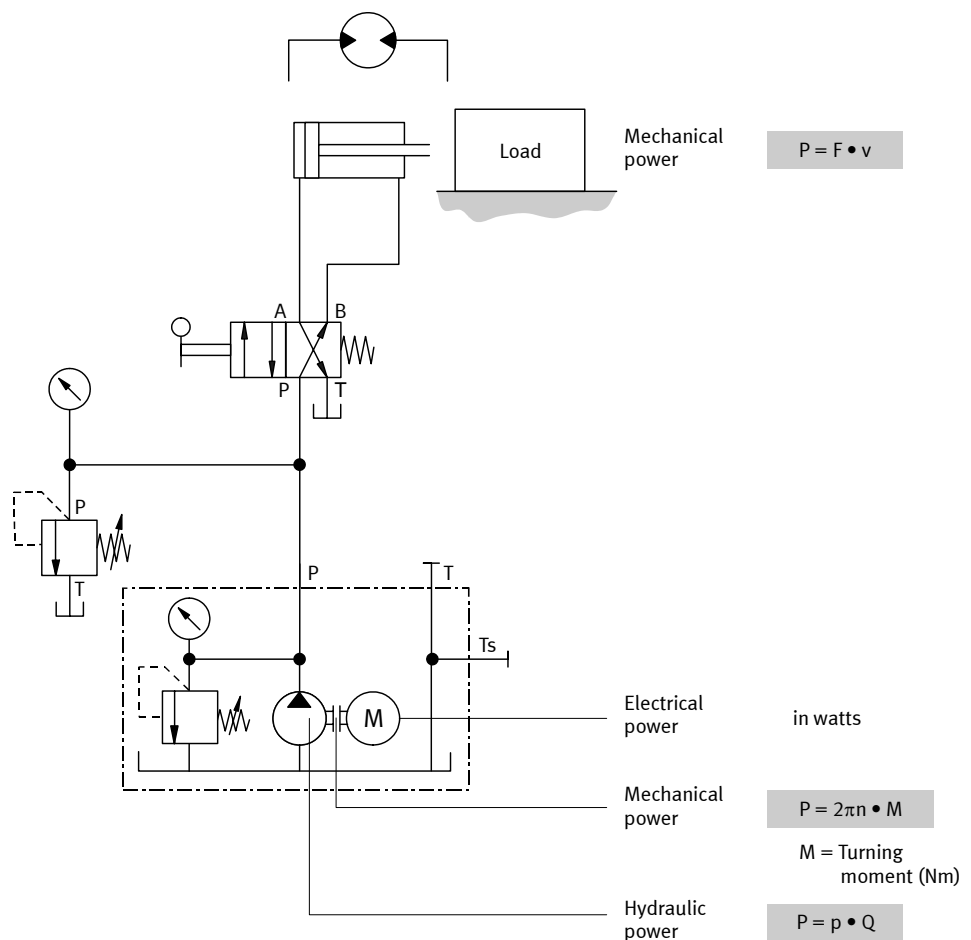 Load
Mechanical
power
P = F • v
A B
P T
P
T
P
T
Ts
M
Electrical
power
in watts
Mechanical
power
P = 2πn • M
M = Turning
moment (Nm)
Hydraulic
power
P = p • Q